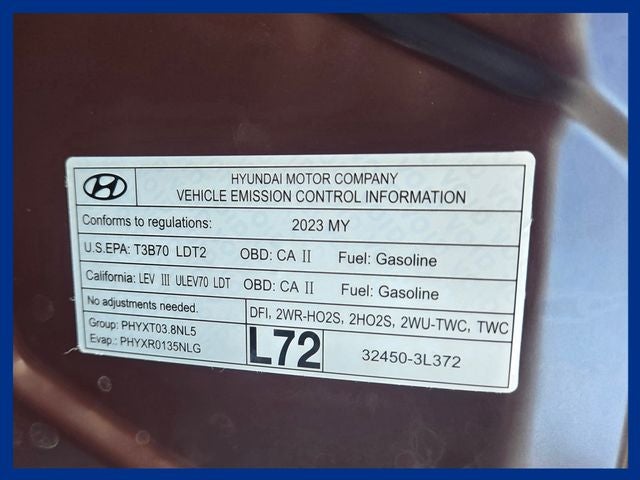 HYUNDAI MOTOR COMPANY
VEHICLE EMISSION CONTROL INFORMATION
Conforms to regulations: 2023 MY
U.S.EPA: T3B70 LDT2 OBD: CA II Fuel: Gasoline
California: LEV III ULEV70 LDT OBD: CA II Fuel: Gasoline
No adjustments needed. DFI, 2WR-HO2S, 2HO2S, 2WU-TWC, TWC
Group: PHYXT03.8NL5
Evap.: PHYXR0135NLG
L72 32450-3L372